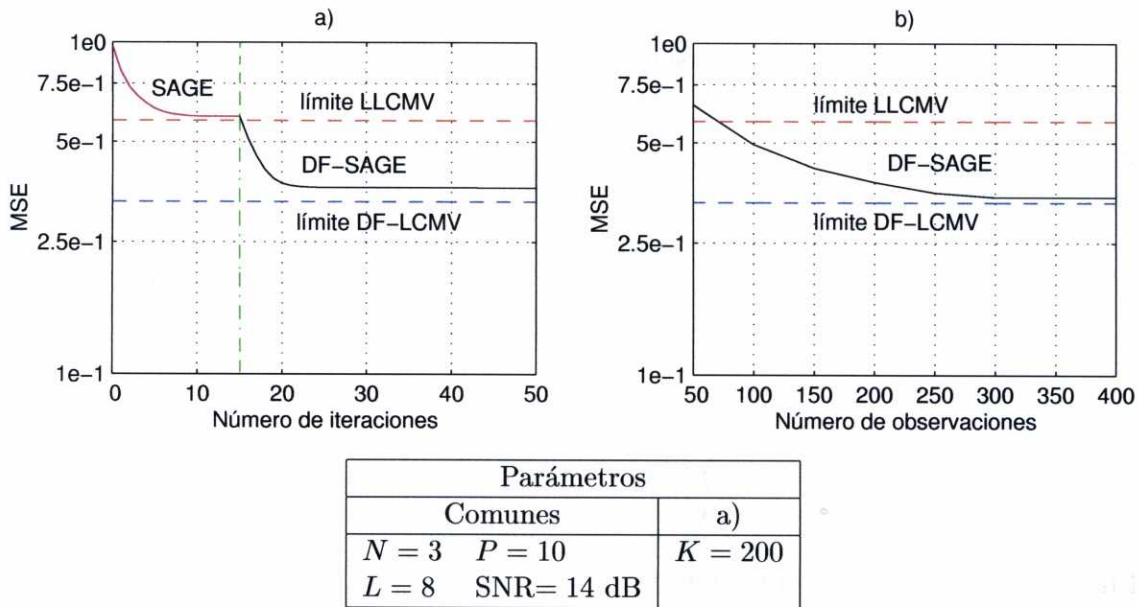 a)
1e0
7.5e−1
5e−1
2.5e−1
1e−1
MSE
SAGE
límite LLCMV
DF−SAGE
límite DF−LCMV
0 10 20 30 40 50
Número de iteraciones
b)
1e0
7.5e−1
5e−1
2.5e−1
1e−1
MSE
límite LLCMV
DF−SAGE
límite DF−LCMV
50 100 150 200 250 300 350 400
Número de observaciones
Parámetros
Comunes a)
N = 3 P = 10 K = 200
L = 8 SNR= 14 dB